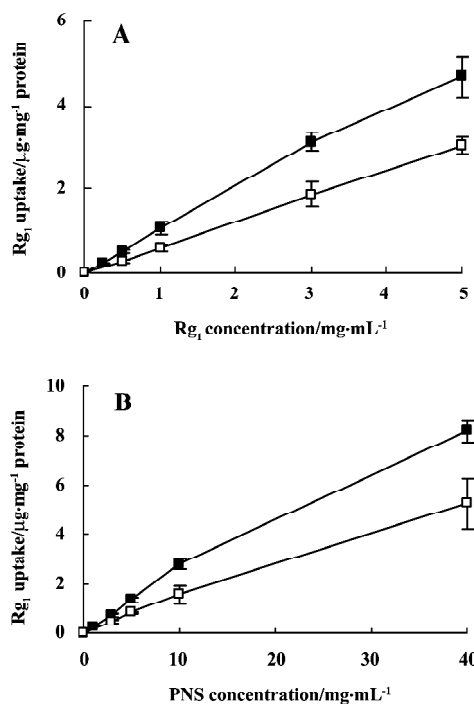 A
Rg₁ uptake/μg·mg⁻¹ protein
6
4
2
0
0 1 2 3 4 5
Rg₁ concentration/mg·mL⁻¹
B
Rg₁ uptake/μg·mg⁻¹ protein
10
8
6
4
2
0
0 10 20 30 40
PNS concentration/mg·mL⁻¹